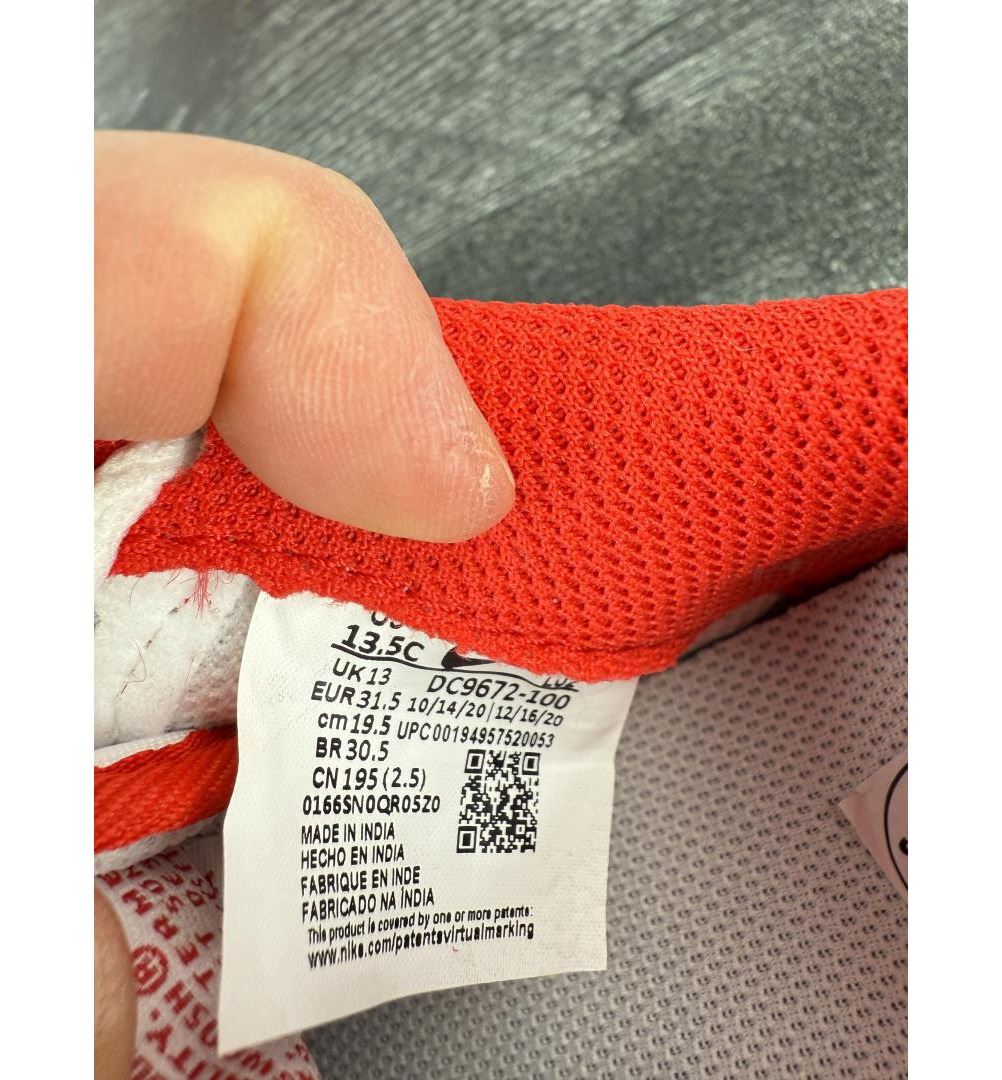 13.5C
UK 13
DC9672-100
EUR 31.5
10/14/20 | 12/16/20
cm 19.5
UPC00194957520053
BR 30.5
CN 195 (2.5)
0166SN0QR05Z0
MADE IN INDIA
HECHO EN INDIA
FABRIQUE EN INDE
FABRICADO NA ÍNDIA
This product is covered by one or more patents:
www.nike.com/patentsvirtualmarking